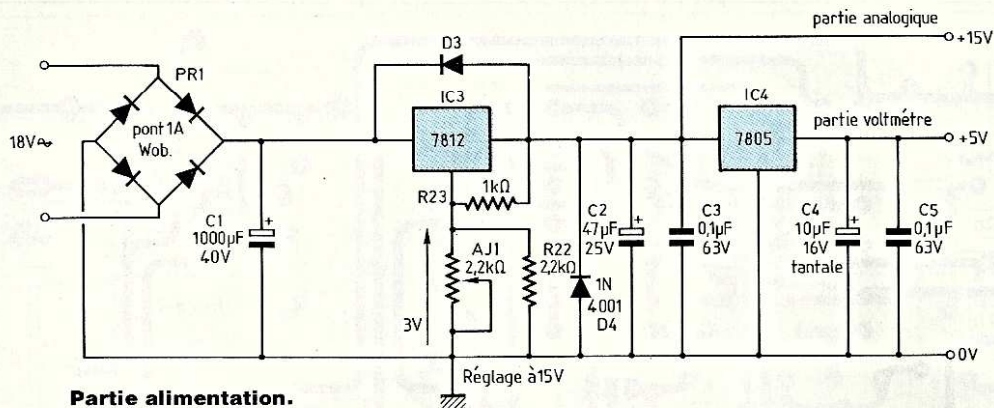 partie analogique
+15V
D3
PR1
IC3
IC4
7812
7805
partie voltmétre
+5V
18V~
pont 1A
Wob.
R23
1kΩ
C1
1000µF
40V
+
AJ1
2,2kΩ
R22
2,2kΩ
3V
1N
4001
D4
C2
47µF
25V
+
C3
0,1µF
63V
C4
10µF
16V
tantale
+
C5
0,1µF
63V
Réglage à 15V
0V
Partie alimentation.